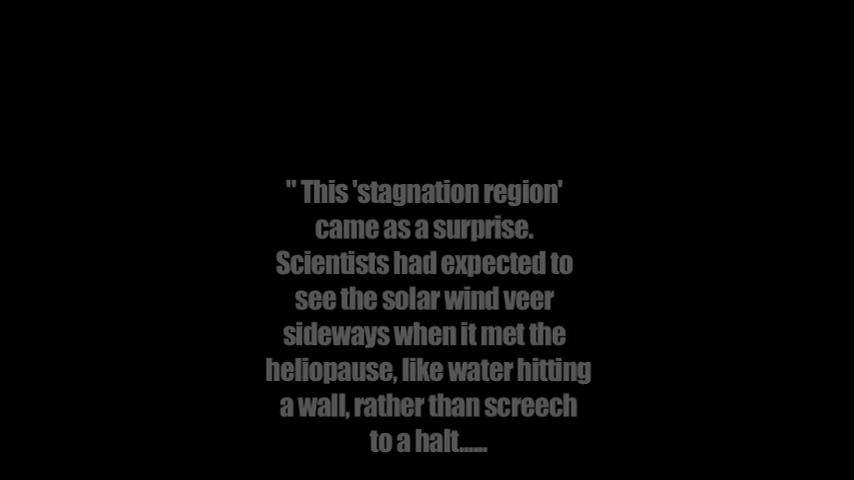 " This 'stagnation region'
came as a surprise.
Scientists had expected to
see the solar wind veer
sideways when it met the
heliopause, like water hitting
a wall, rather than screech
to a halt......